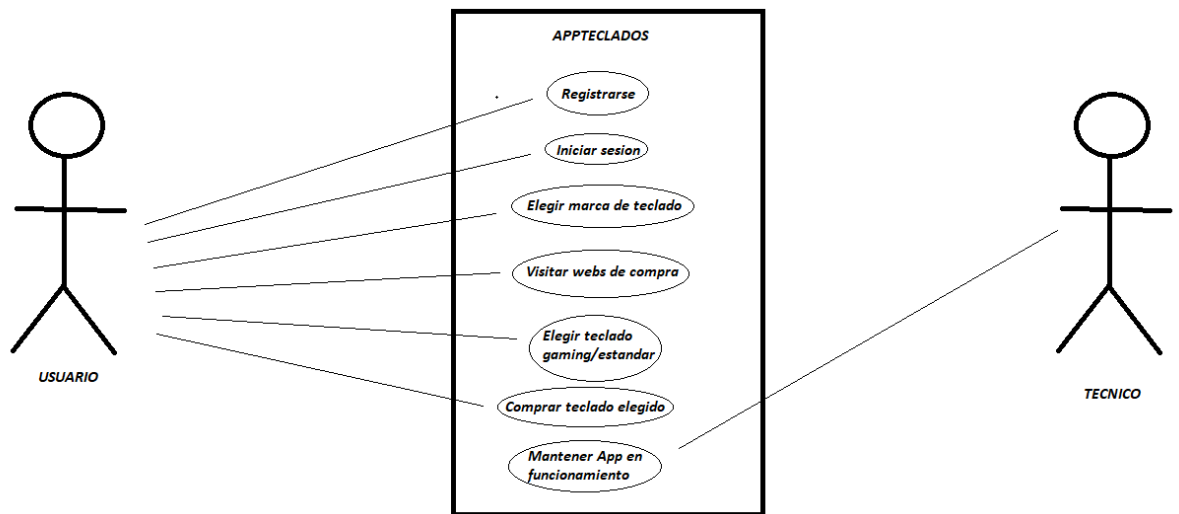 APPTECLADOS
Registrarse
Iniciar sesion
Elegir marca de teclado
Visitar webs de compra
Elegir teclado
gaming/estandar
Comprar teclado elegido
Mantener App en
funcionamiento
USUARIO
TECNICO